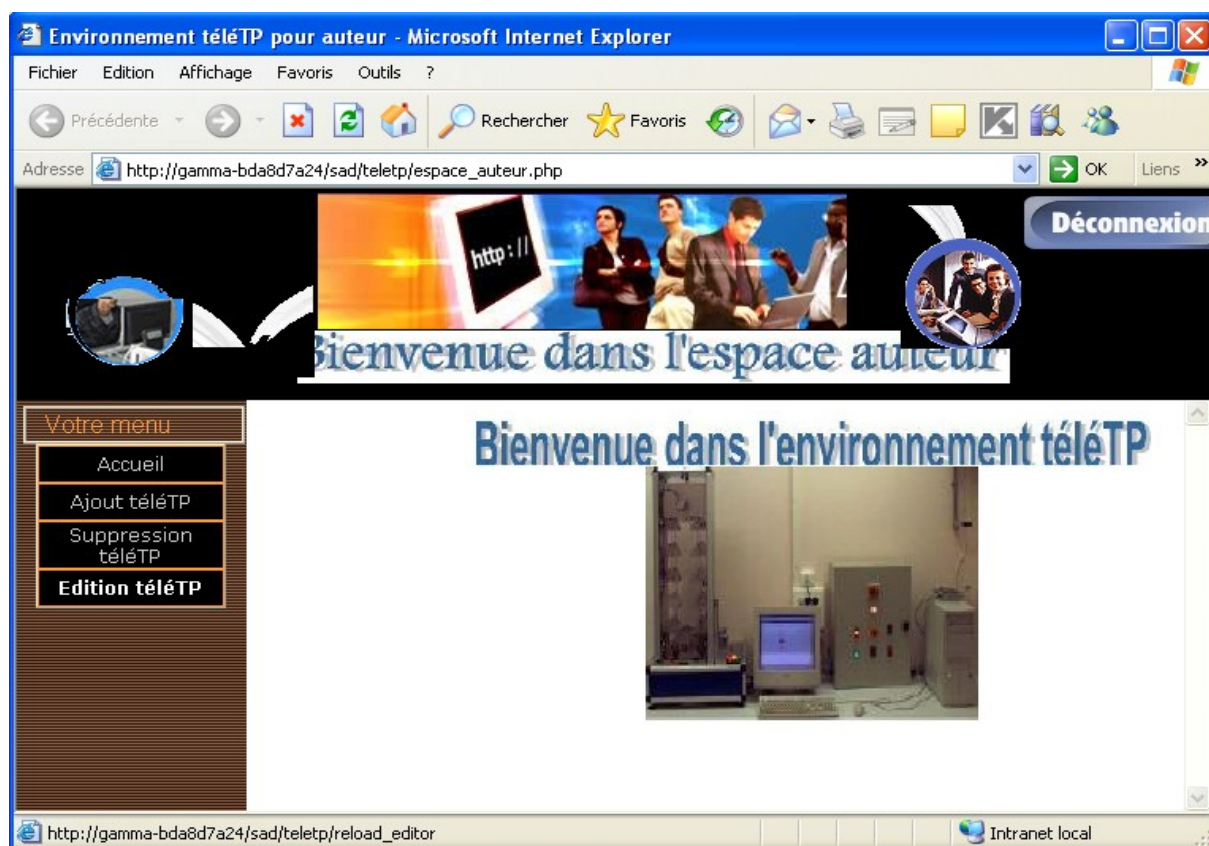 Environnement téléTP pour auteur - Microsoft Internet Explorer
Fichier Edition Affichage Favoris Outils ?
Précédente Rechercher Favoris
Adresse http://gamma-bda8d7a24/sad/teletp/espace_auteur.php OK Liens »
http://
Déconnexion
Bienvenue dans l'espace auteur
Votre menu
Accueil
Ajout téléTP
Suppression
téléTP
Edition téléTP
Bienvenue dans l'environnement téléTP
http://gamma-bda8d7a24/sad/teletp/reload_editor Intranet local